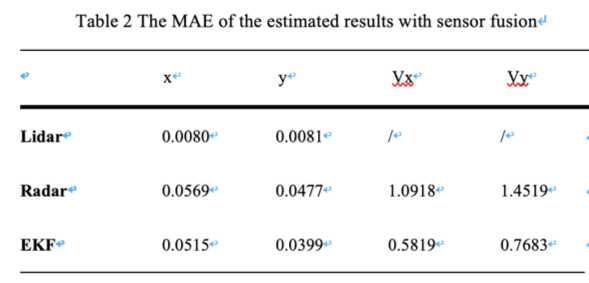 Table 2 The MAE of the estimated results with sensor fusion
x y Vx Vy
Lidar 0.0080 0.0081 / /
Radar 0.0569 0.0477 1.0918 1.4519
EKF 0.0515 0.0399 0.5819 0.7683